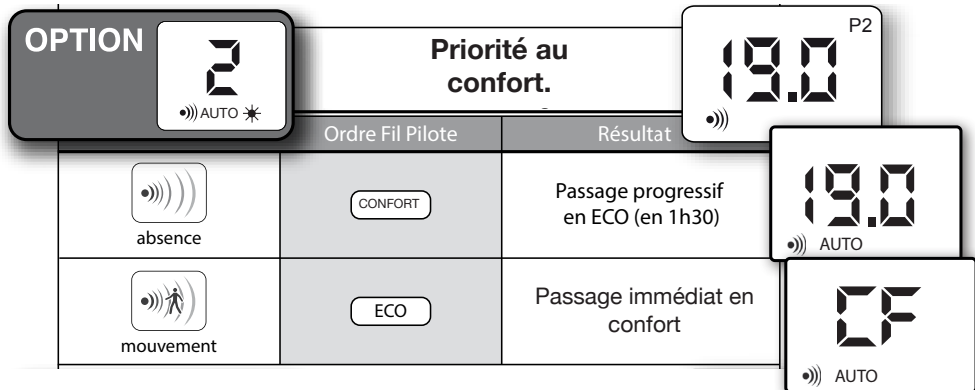 OPTION
2
AUTO
Priorité au
confort.
P2
19.0
Ordre Fil Pilote
Résultat
absence
CONFORT
Passage progressif
en ECO (en 1h30)
19.0
AUTO
mouvement
ECO
Passage immédiat en
confort
CF
AUTO